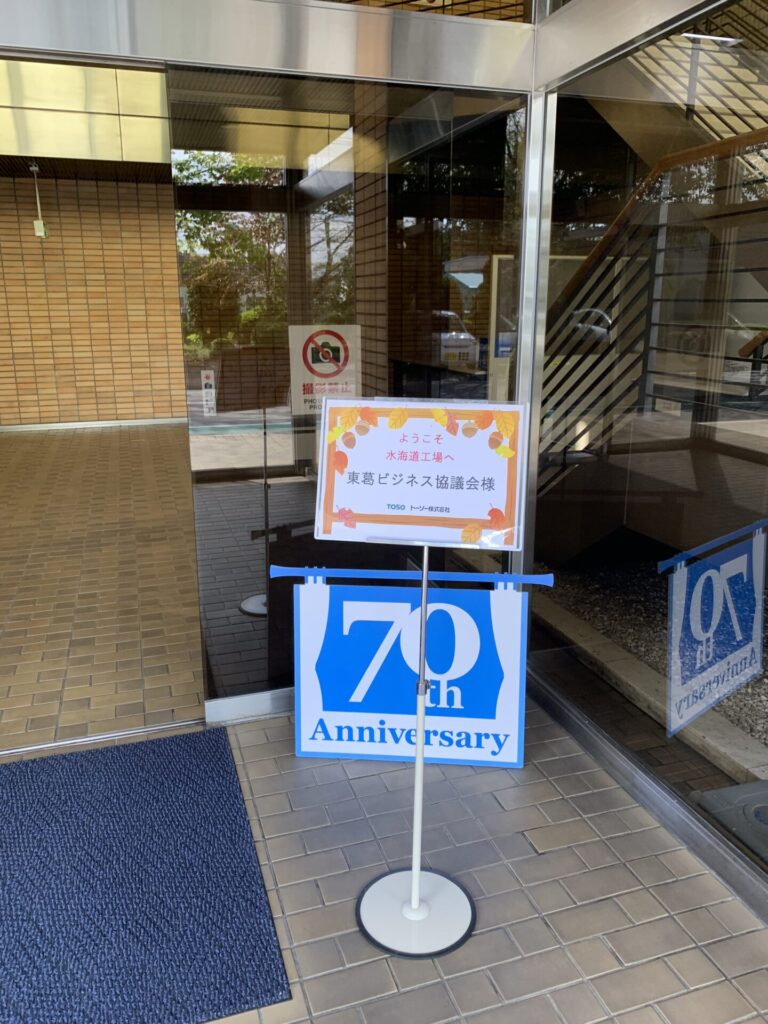 撮影禁止
ようこそ
水海道工場へ
東葛ビジネス協議会様
TOSO トーソー株式会社
70th
Anniversary